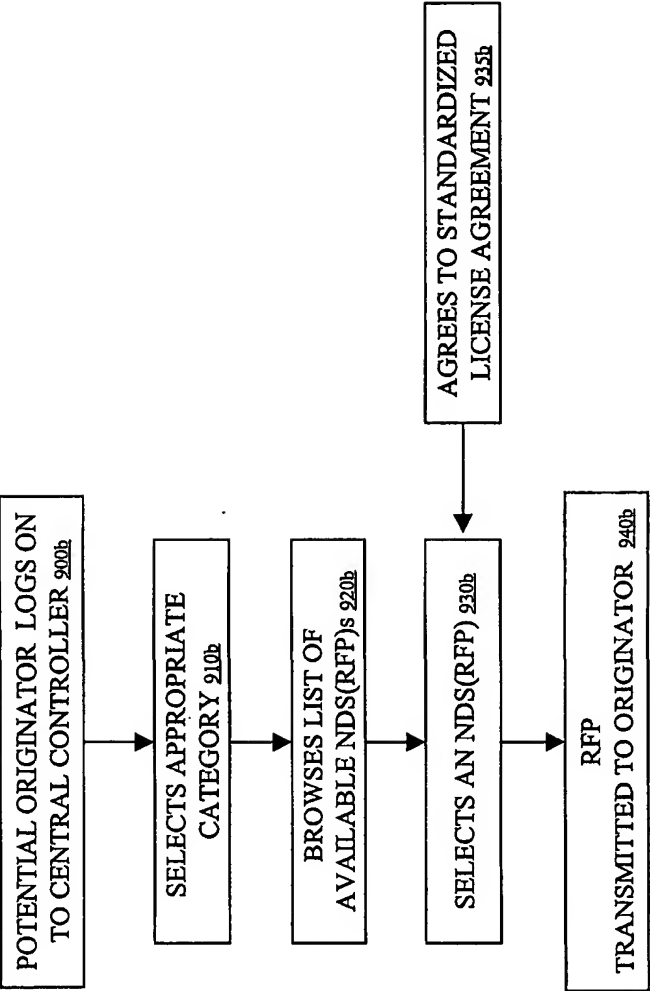 POTENTIAL ORIGINATOR LOGS ON
TO CENTRAL CONTROLLER 900b
SELECTS APPROPRIATE
CATEGORY 910b
BROWSES LIST OF
AVAILABLE NDS(RFP)s 920b
SELECTS AN NDS(RFP) 930b
AGREES TO STANDARDIZED
LICENSE AGREEMENT 935b
RFP
TRANSMITTED TO ORIGINATOR 940b